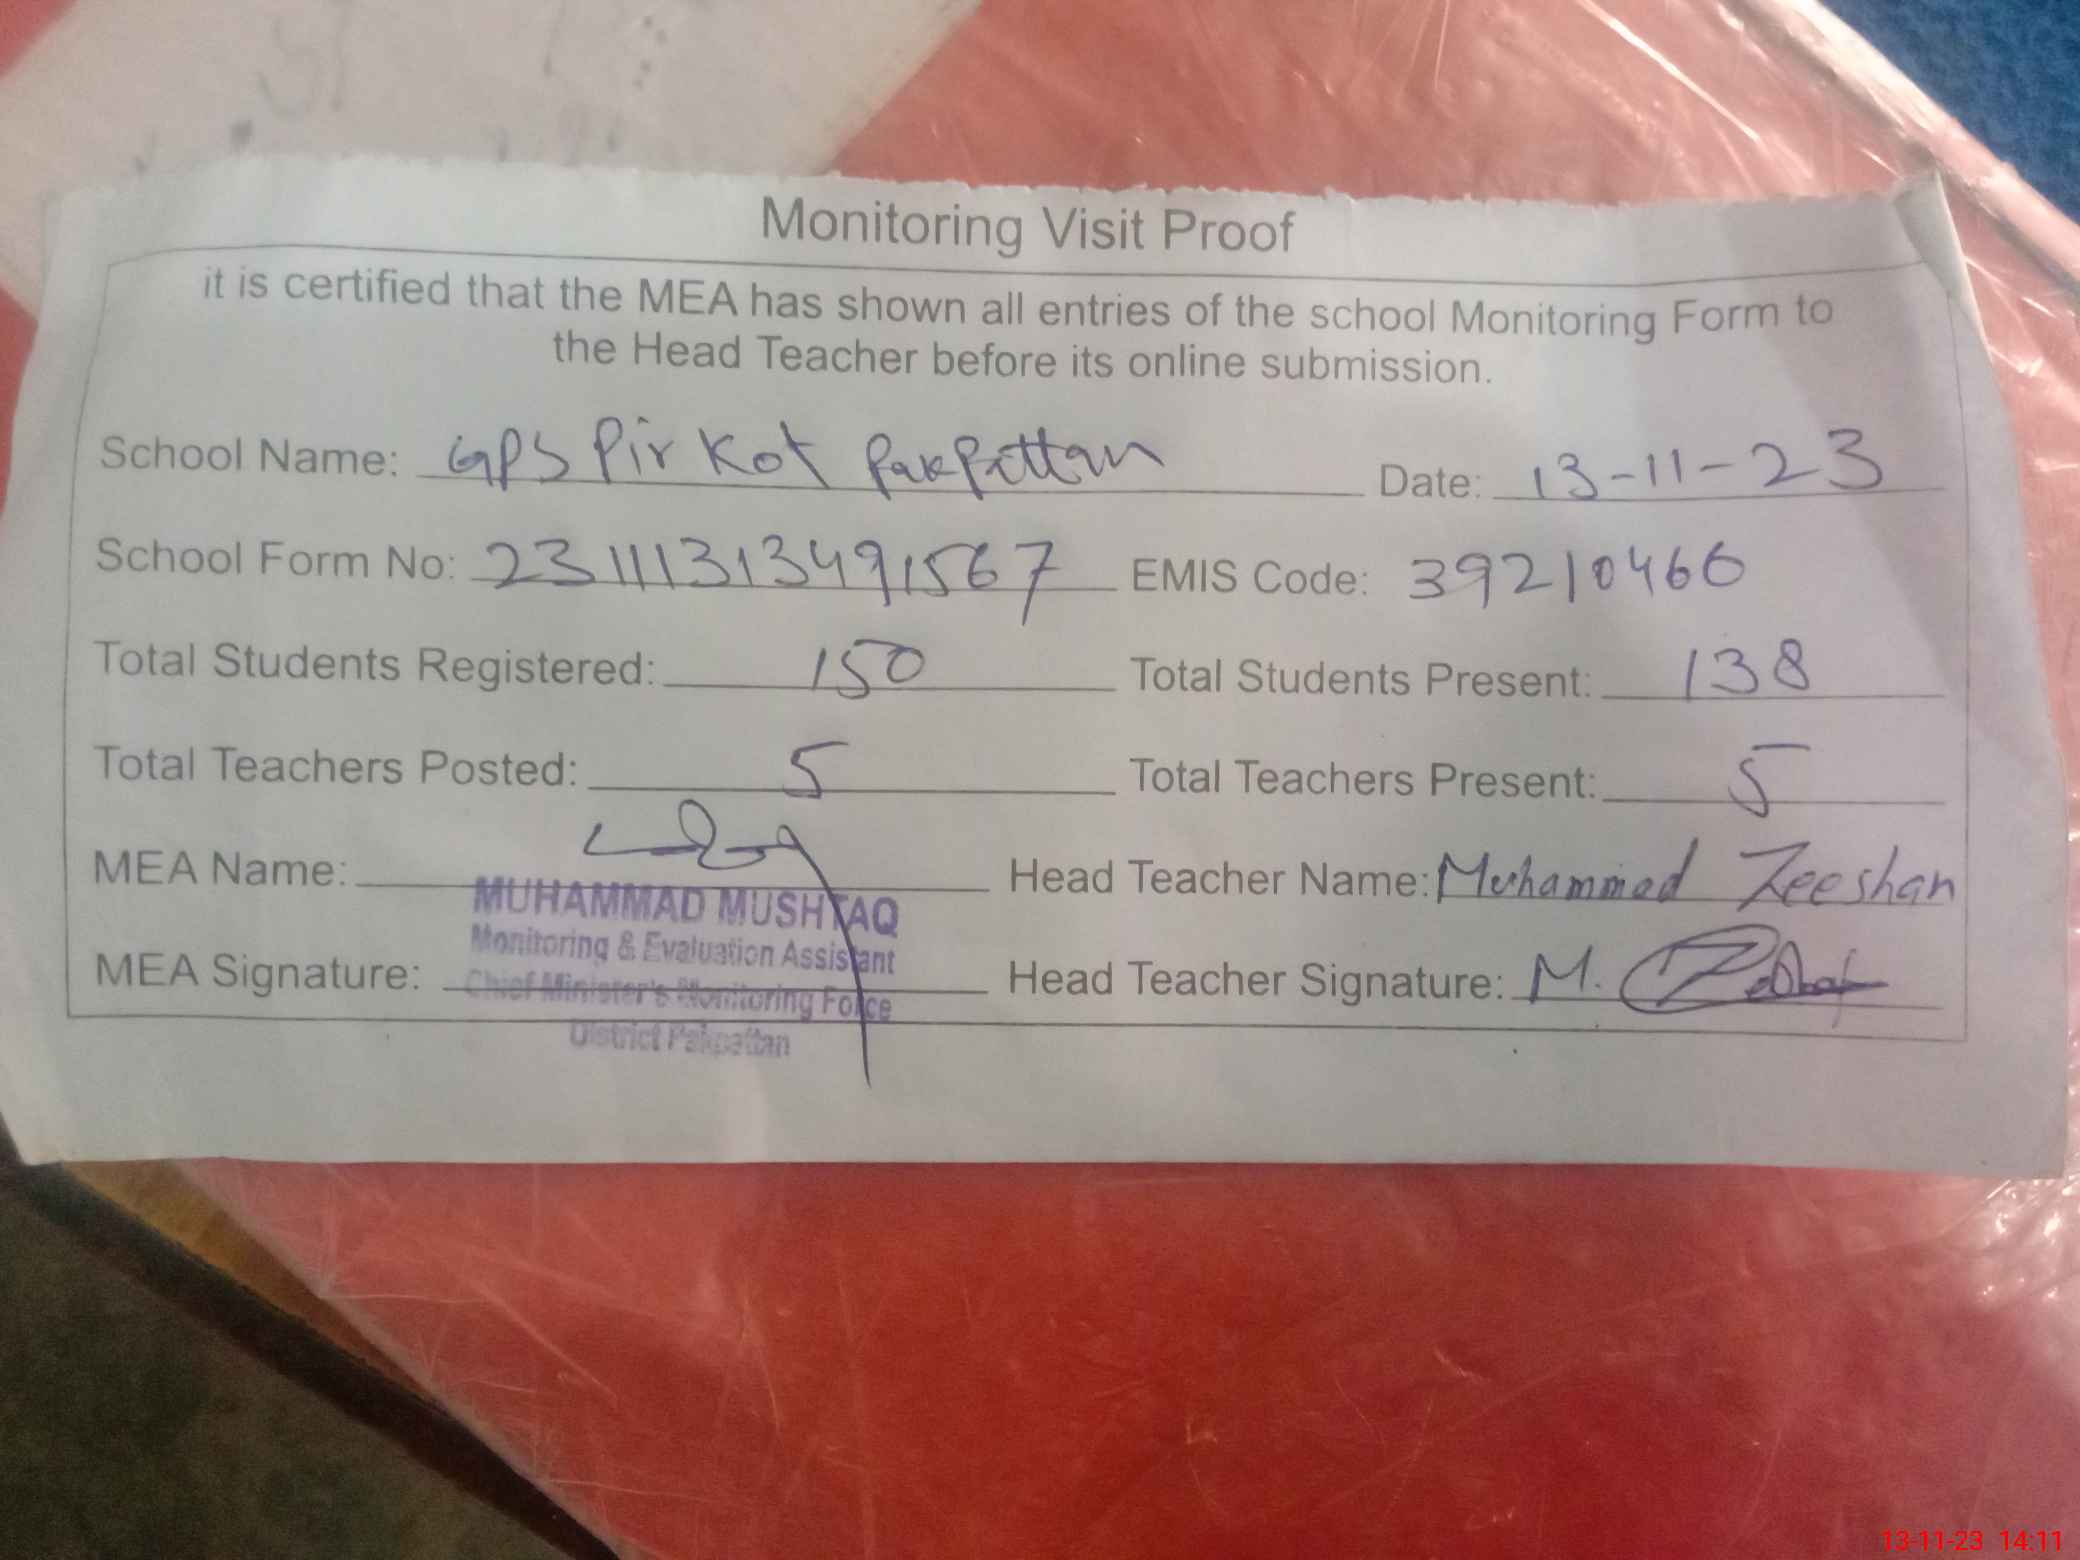 Monitoring Visit Proof
it is certified that the MEA has shown all entries of the school Monitoring Form to
the Head Teacher before its online submission.
School Name: GPS Pir Kot Pakpattan Date: 13-11-23
School Form No: 23111313491567 EMIS Code: 39210466
Total Students Registered: 150 Total Students Present: 138
Total Teachers Posted: 5 Total Teachers Present: 5
MEA Name: Head Teacher Name: Muhammad Zeeshan
MUHAMMAD MUSHTAQ
Monitoring & Evaluation Assistant
MEA Signature: Head Teacher Signature: M.
Chief Minister's Monitoring Force
District Pakpattan
13-11-23 14:11